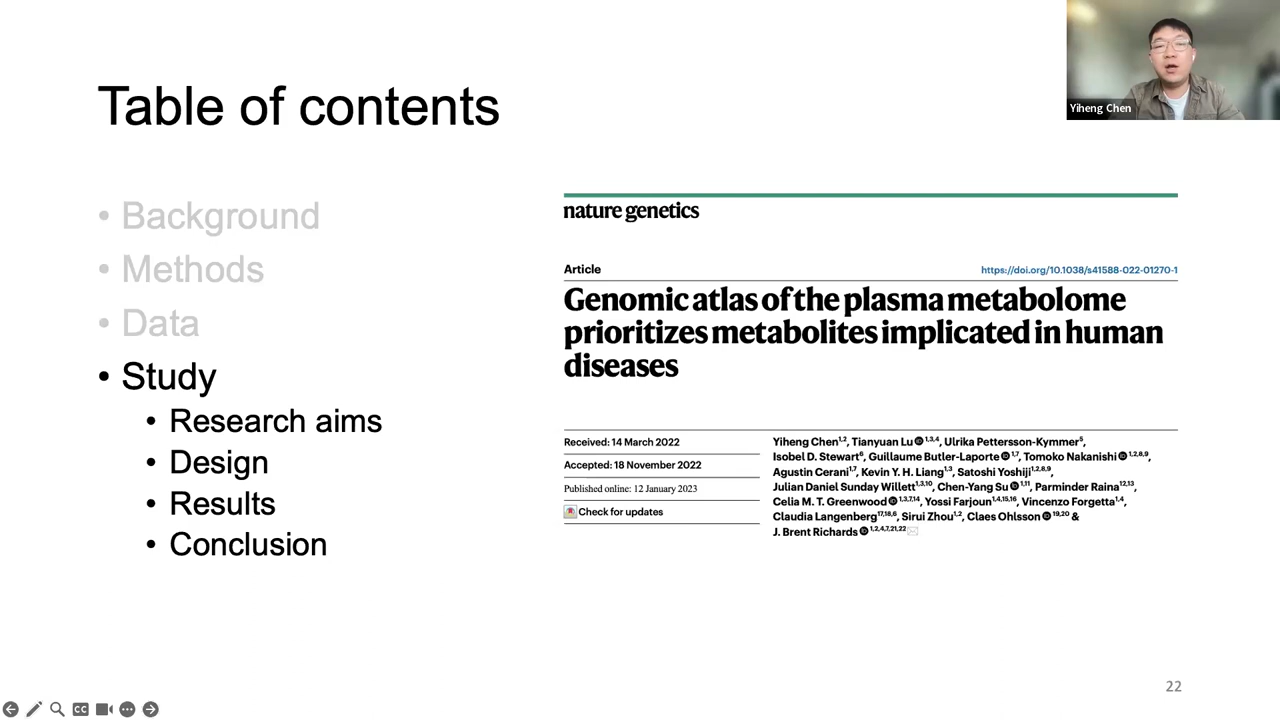 Table of contents
Yiheng Chen
• Background
• Methods
• Data
• Study
• Research aims
• Design
• Results
• Conclusion
nature genetics
Article
https://doi.org/10.1038/s41588-022-01270-1
Genomic atlas of the plasma metabolome
prioritizes metabolites implicated in human
diseases
Received: 14 March 2022
Accepted: 18 November 2022
Published online: 12 January 2023
Check for updates
Yiheng Chen1,2, Tianyuan Lu 1,3,4, Ulrika Pettersson-Kymmer5,
Isobel D. Stewart6, Guillaume Butler-Laporte 1,7, Tomoko Nakanishi 1,2,8,9,
Agustin Cerani1,7, Kevin Y. H. Liang1,3, Satoshi Yoshiji1,2,8,9,
Julian Daniel Sunday Willett1,3,10, Chen-Yang Su 1,11, Parminder Raina12,13,
Celia M. T. Greenwood 1,3,7,14, Yossi Farjoun1,4,15,16, Vincenzo Forgetta1,4,
Claudia Langenberg17,18,6, Sirui Zhou1,2, Claes Ohlsson 19,20 &
J. Brent Richards 1,2,4,7,21,22
22
CC